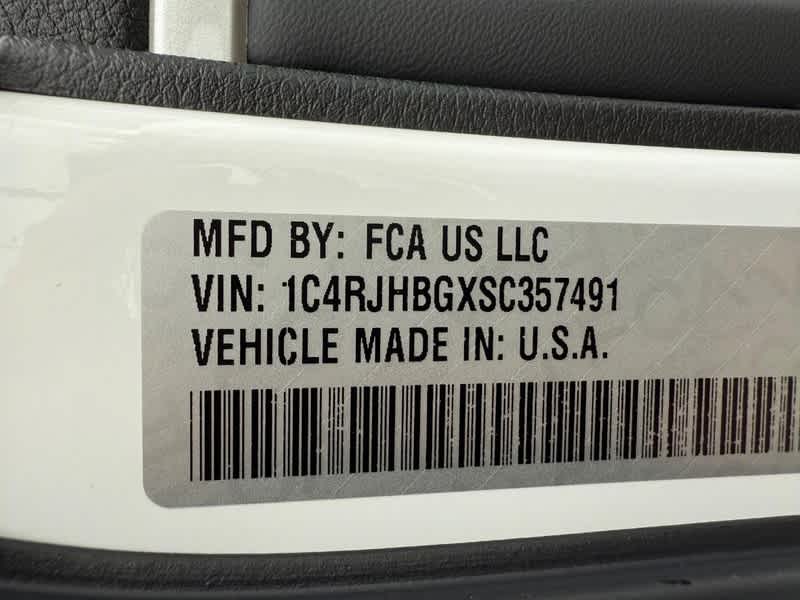 MFD BY: FCA US LLC
VIN: 1C4RJHBGXSC357491
VEHICLE MADE IN: U.S.A.